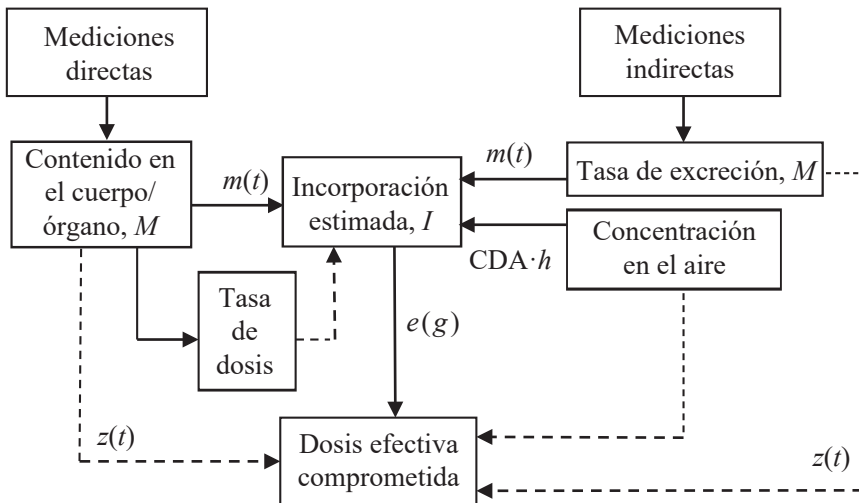 Mediciones
directas
Mediciones
indirectas
Contenido en
el cuerpo/
órgano, M
m(t)
Incorporación
estimada, I
m(t)
Tasa de excreción, M
CDA·h
Concentración
en el aire
Tasa
de
dosis
e(g)
z(t)
Dosis efectiva
comprometida
z(t)